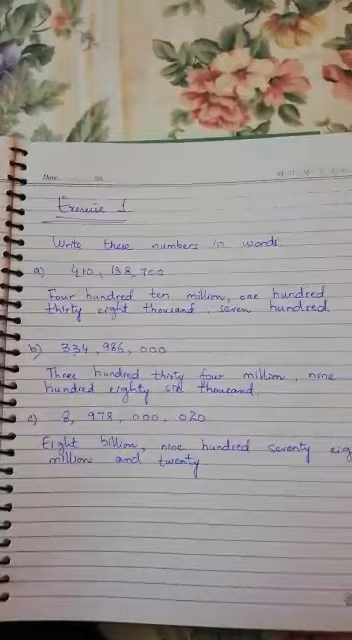 Date 20
M T W T F S
Exercise 1
Write these numbers in words.
a) 410, 138, 700
Four hundred ten million, one hundred
thirty eight thousand, seven hundred.
b) 334, 986, 000
Three hundred thirty four million, nine
hundred eighty six thousand.
c) 8, 978, 000, 020
Eight billion, nine hundred seventy eig
million and twenty